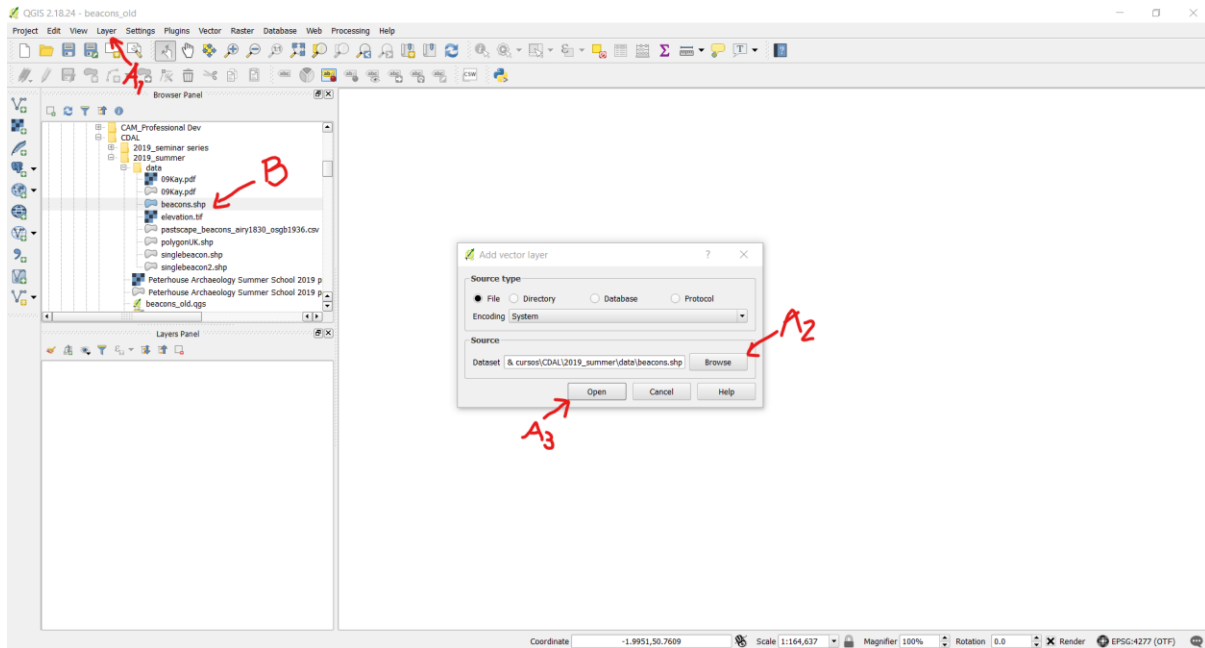 QGIS 2.18.24 - beacons_old
Project Edit View Layer Settings Plugins Vector Raster Database Web Processing Help
A1
CSW
Browser Panel
CAM_Professional Dev
CDAL
2019_seminar series
2019_summer
data
09Kay.pdf
09Kay.pdf
B
beacons.shp
elevation.tif
pastscape_beacons_airy1830_osgb1936.csv
polygonUK.shp
singlebeacon.shp
singlebeacon2.shp
Peterhouse Archaeology Summer School 2019 p
Peterhouse Archaeology Summer School 2019 p
beacons_old.qgs
Layers Panel
Add vector layer
Source type
File Directory Database Protocol
Encoding System
A2
Source
Dataset & cursos\CDAL\2019_summer\data\beacons.shp Browse
Open Cancel Help
A3
Coordinate -1.9951,50.7609 Scale 1:164,637 Magnifier 100% Rotation 0.0 Render EPSG:4277 (OTF)